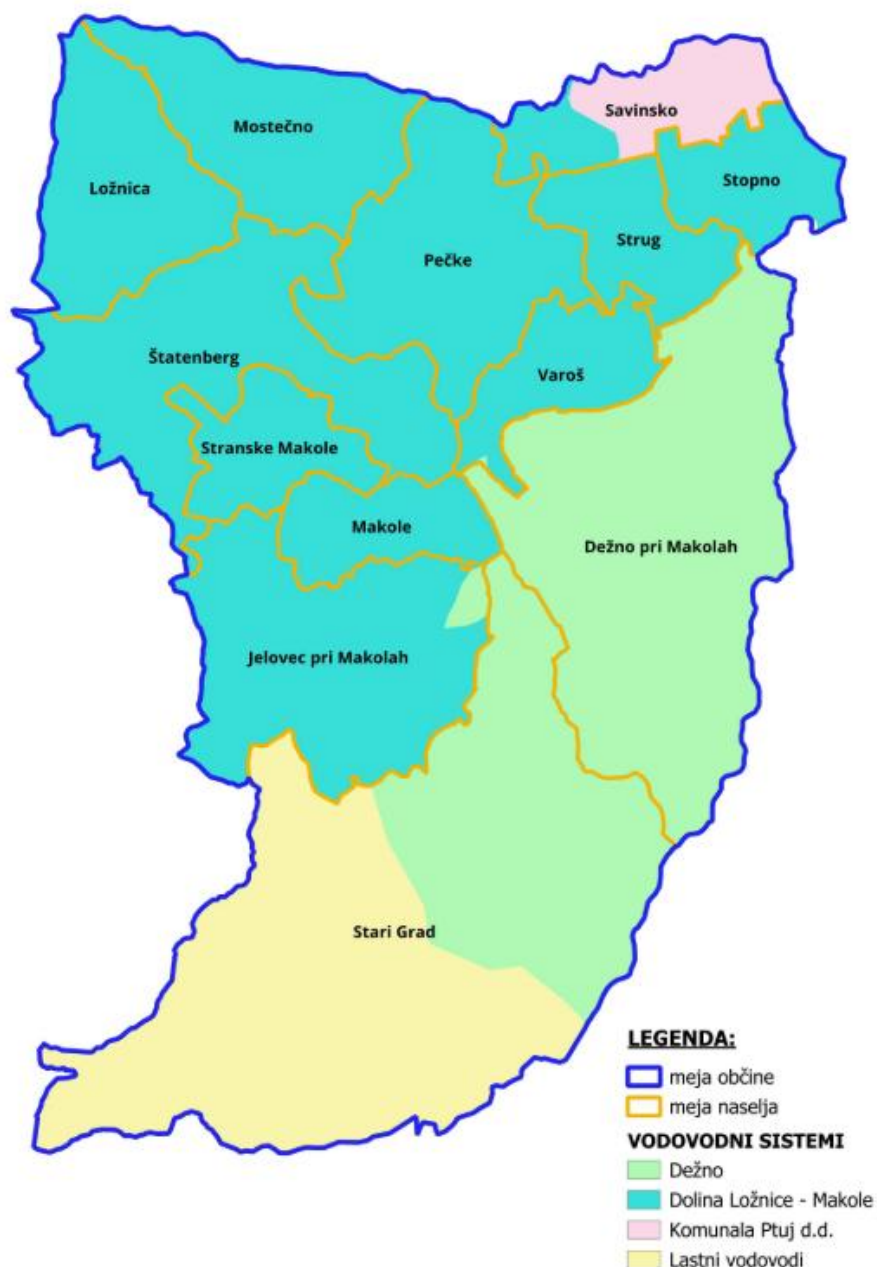 Savinsko
Mostečno
Stopno
Ložnica
Strug
Pečke
Štatenberg
Varoš
Stranske Makole
Makole
Dežno pri Makolah
Jelovec pri Makolah
Stari Grad
LEGENDA:
meja občine
meja naselja
VODOVODNI SISTEMI
Dežno
Dolina Ložnice - Makole
Komunala Ptuj d.d.
Lastni vodovodi